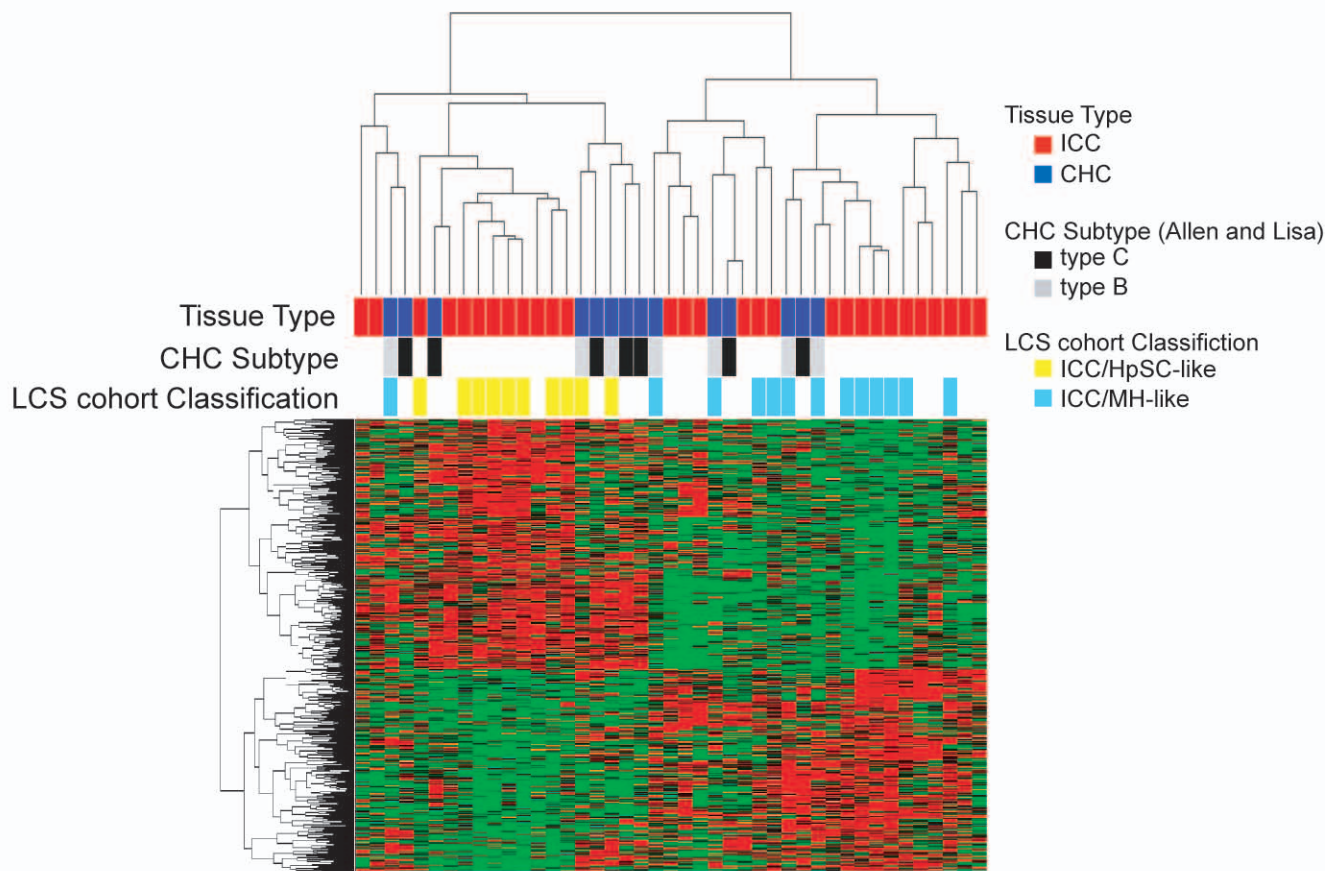 Tissue Type
ICC
CHC
CHC Subtype (Allen and Lisa)
type C
type B
LCS cohort Classifiction
ICC/HpSC-like
ICC/MH-like
Tissue Type
CHC Subtype
LCS cohort Classification